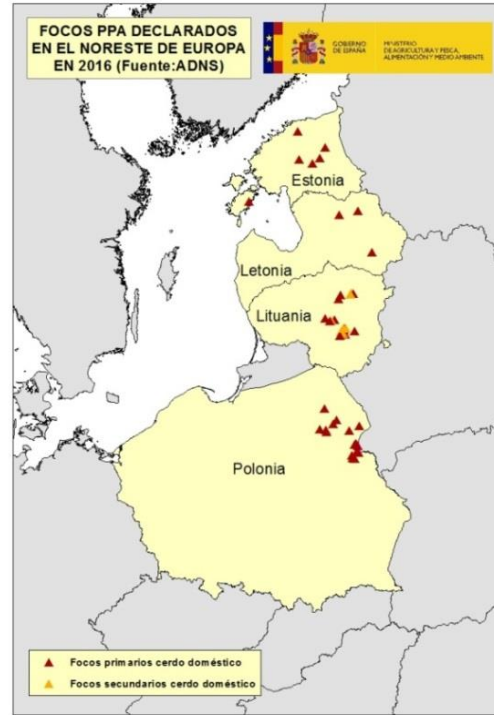 FOCOS PPA DECLARADOS
EN EL NORESTE DE EUROPA
EN 2016 (Fuente:ADNS)
GOBIERNO
DE ESPAÑA
MINISTERIO
DE AGRICULTURA Y PESCA,
ALIMENTACIÓN Y MEDIO AMBIENTE
Estonia
Letonia
Lituania
Polonia
Focos primarios cerdo doméstico
Focos secundarios cerdo doméstico